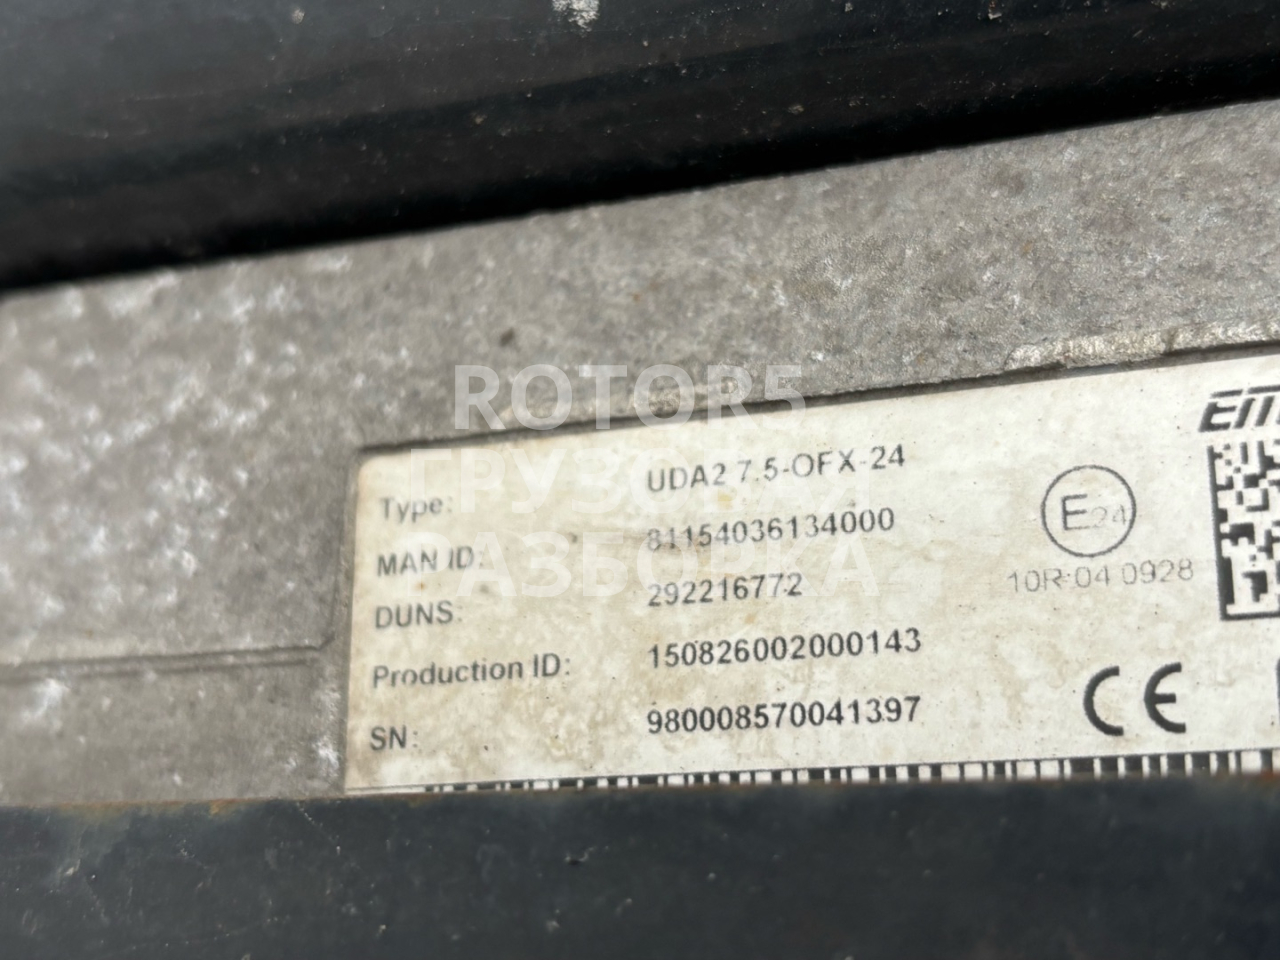 ROTOR5
ГРУЗОВАЯ
РАЗБОРКА
Type: UDA2 7.5-OFX-24
MAN ID: 81154036134000
DUNS: 292216772
Production ID: 150826002000143
SN: 980008570041397
E24
10R-04 0928
CE